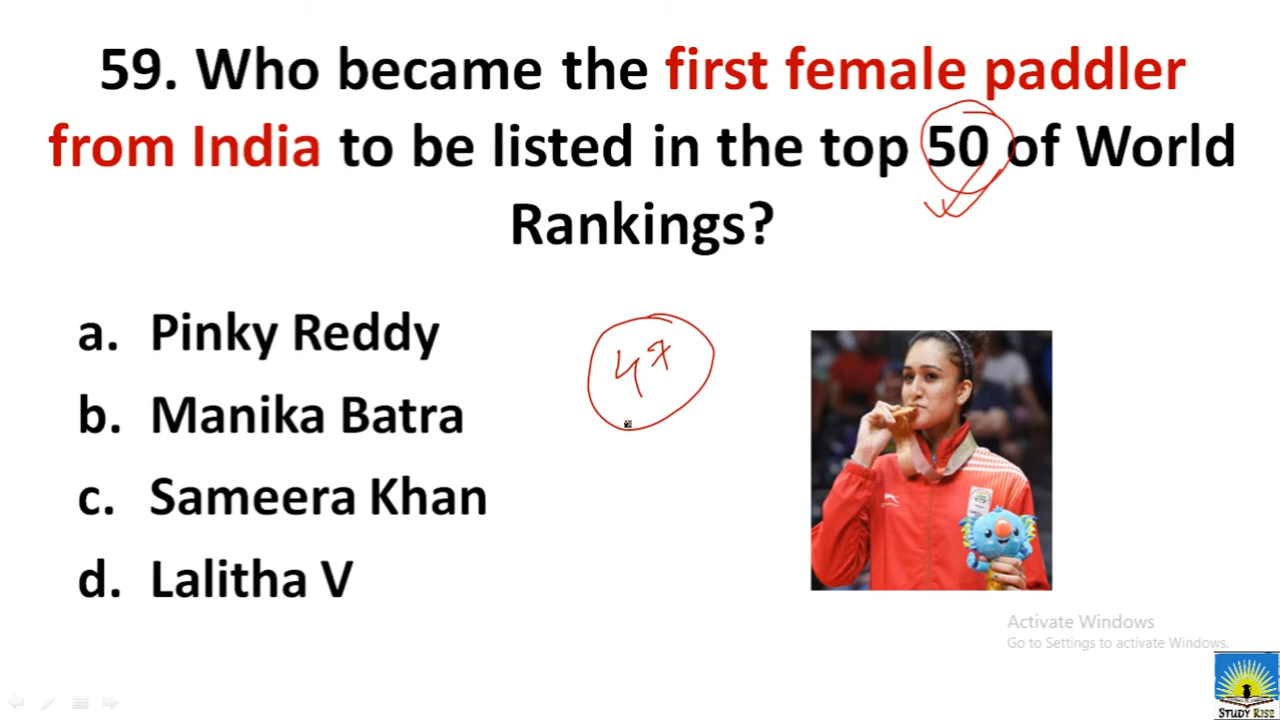 59. Who became the first female paddler
from India to be listed in the top 50 of World
Rankings?
a. Pinky Reddy
47
b. Manika Batra
c. Sameera Khan
d. Lalitha V
Activate Windows
Go to Settings to activate Windows.
STUDY RISE